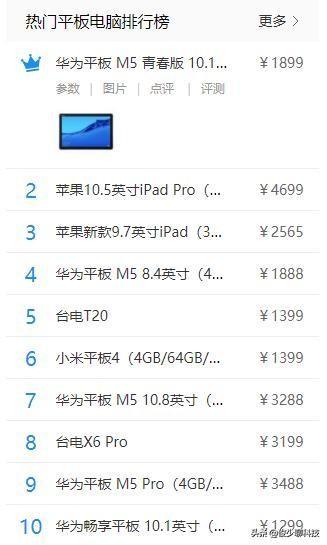 热门平板电脑排行榜 更多 >
华为平板 M5 青春版 10.1... ￥1899
参数 | 图片 | 点评 | 评测
2 苹果10.5英寸iPad Pro（... ￥4699
3 苹果新款9.7英寸iPad（3... ￥2565
4 华为平板 M5 8.4英寸（4... ￥1888
5 台电T20 ￥1399
6 小米平板4（4GB/64GB/... ￥1399
7 华为平板 M5 10.8英寸（... ￥3288
8 台电X6 Pro ￥3199
9 华为平板 M5 Pro（4GB/... ￥3488
10 华为畅享平板 10.1英寸（... ￥1299